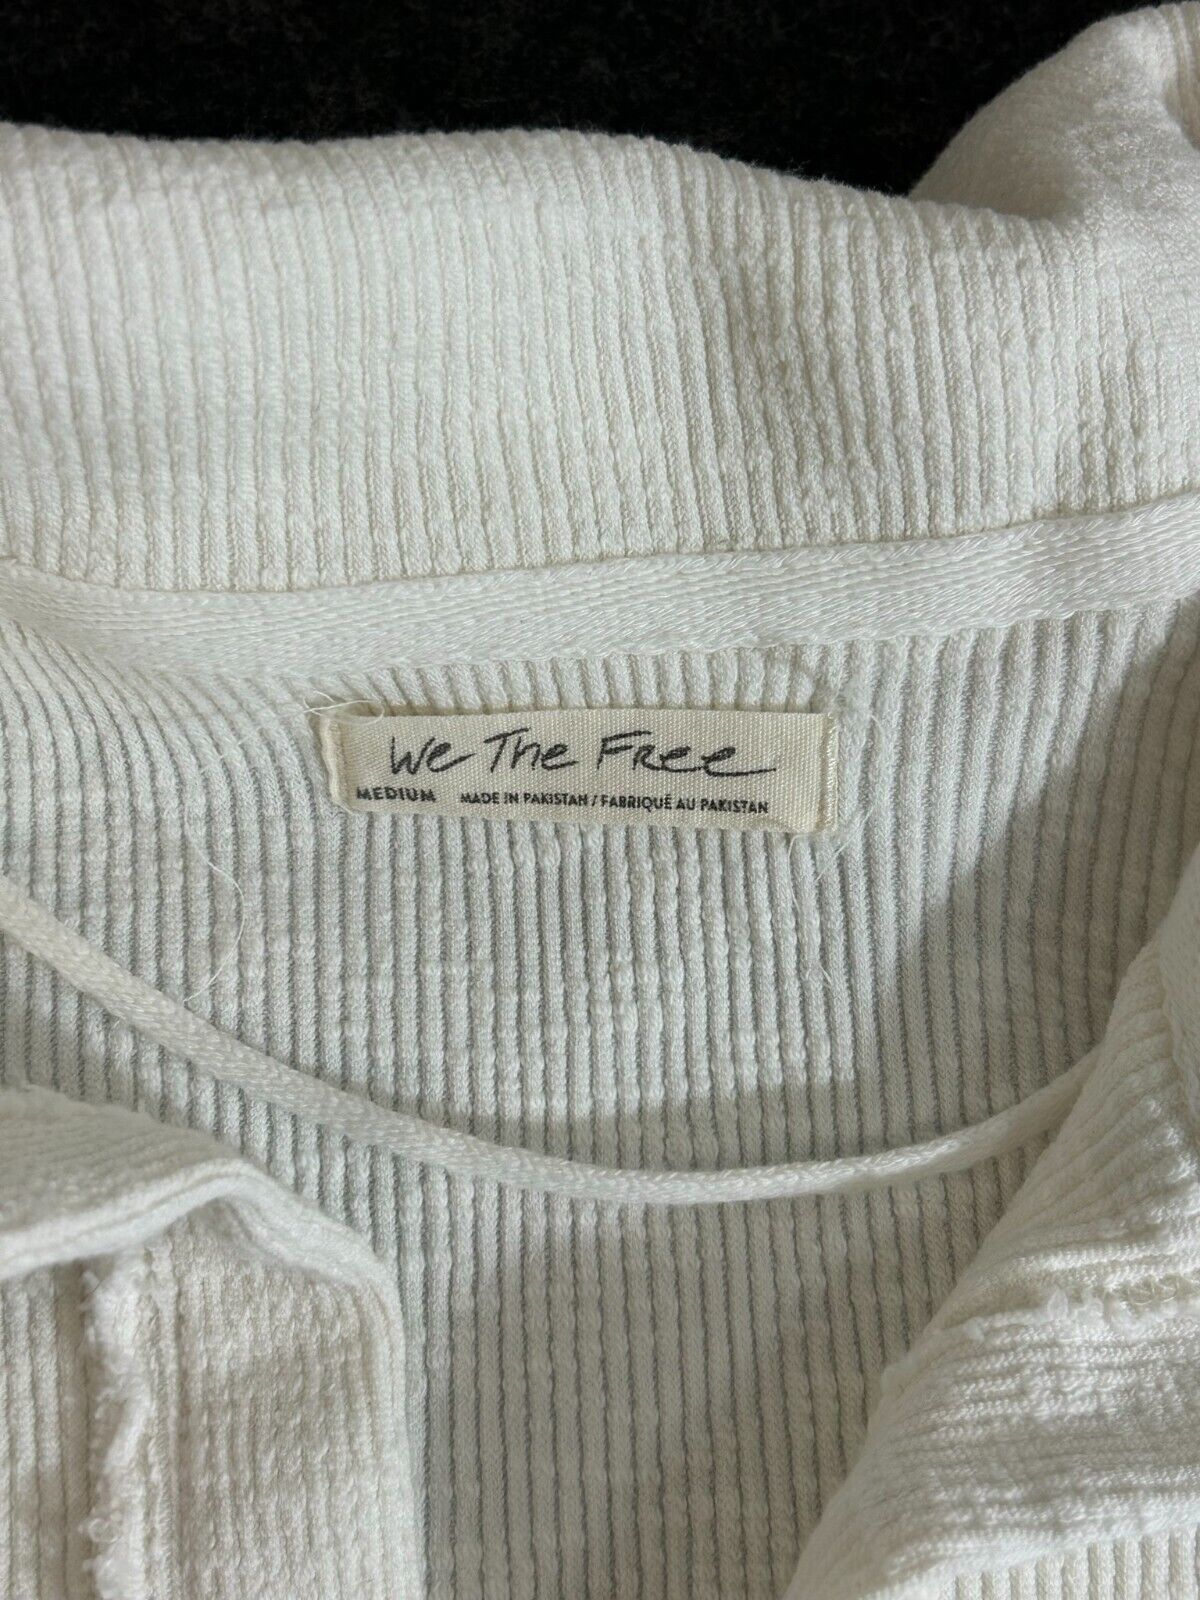 We The Free
MEDIUM MADE IN PAKISTAN / FABRIQUÉ AU PAKISTAN